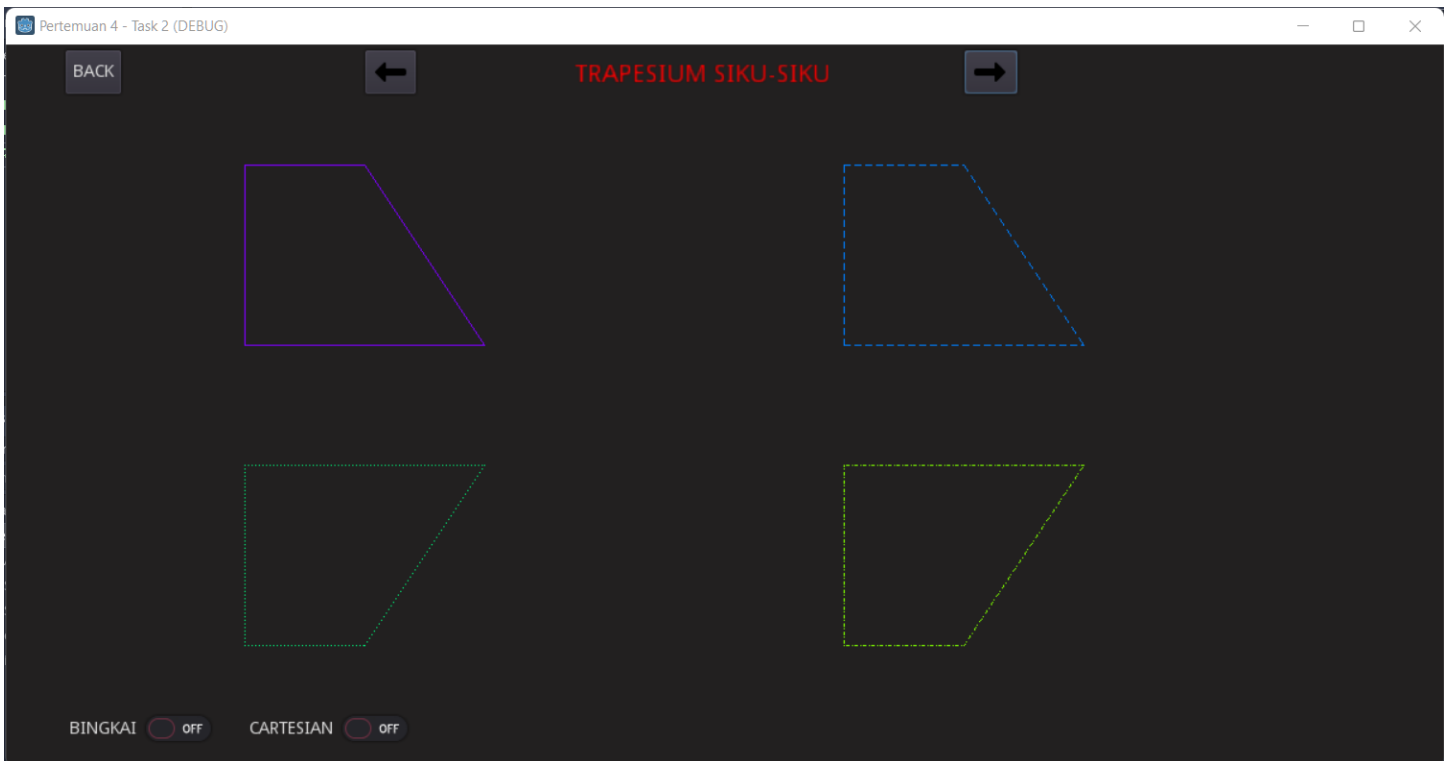 Pertemuan 4 - Task 2 (DEBUG)
BACK
TRAPESIUM SIKU-SIKU
BINGKAI OFF CARTESIAN OFF